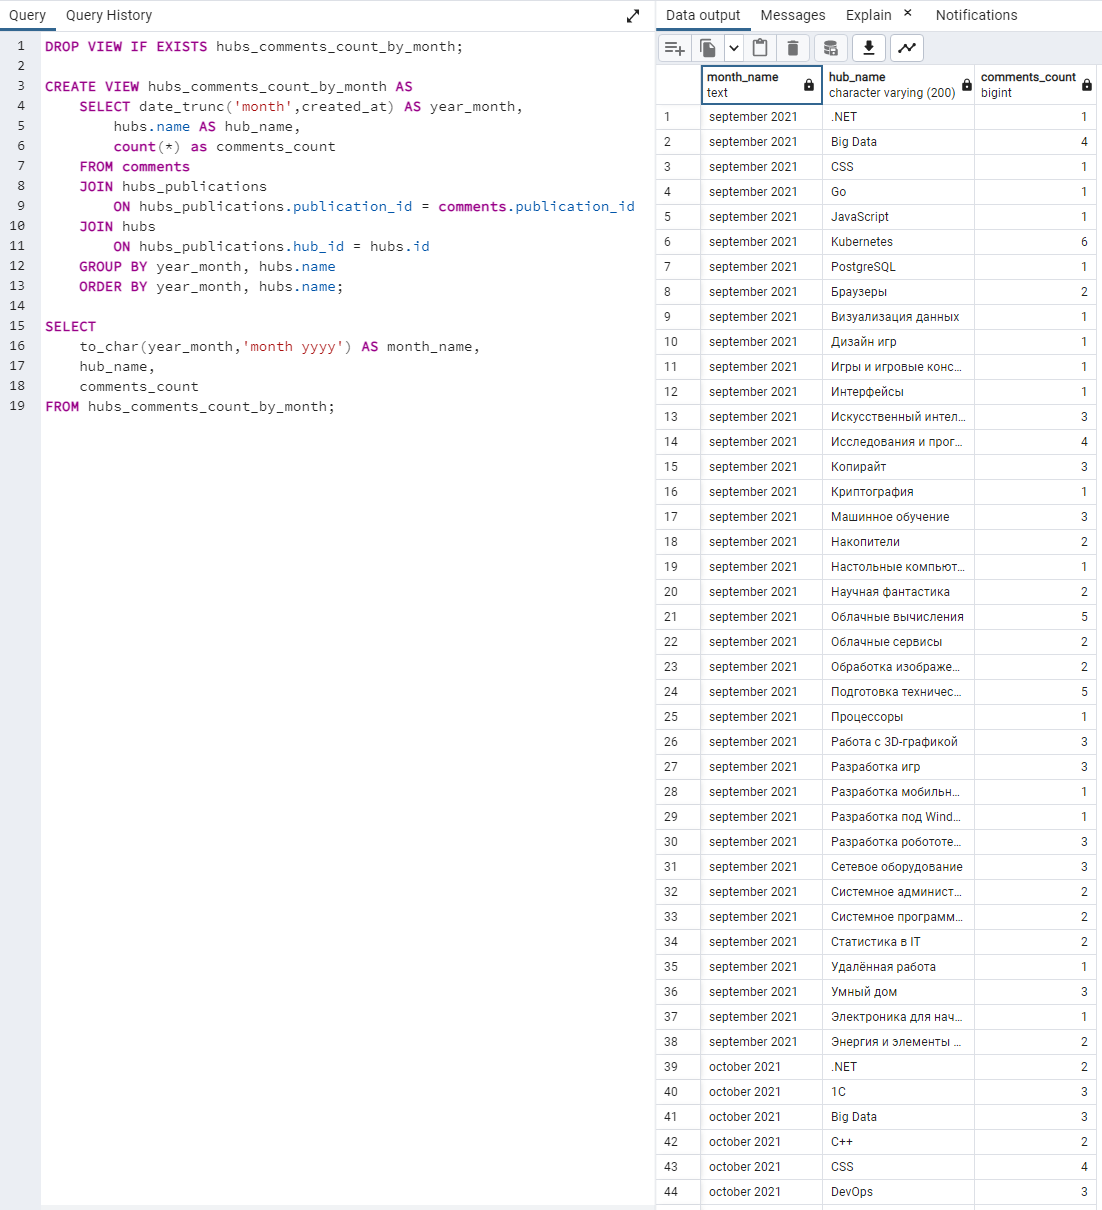 Query Query History
1 DROP VIEW IF EXISTS hubs_comments_count_by_month;
2
3 CREATE VIEW hubs_comments_count_by_month AS
4 SELECT date_trunc('month',created_at) AS year_month,
5 hubs.name AS hub_name,
6 count(*) as comments_count
7 FROM comments
8 JOIN hubs_publications
9 ON hubs_publications.publication_id = comments.publication_id
10 JOIN hubs
11 ON hubs_publications.hub_id = hubs.id
12 GROUP BY year_month, hubs.name
13 ORDER BY year_month, hubs.name;
14
15 SELECT
16 to_char(year_month,'month yyyy') AS month_name,
17 hub_name,
18 comments_count
19 FROM hubs_comments_count_by_month;
Data output Messages Explain × Notifications
month_name hub_name comments_count
text character varying (200) bigint
1 september 2021 .NET 1
2 september 2021 Big Data 4
3 september 2021 CSS 1
4 september 2021 Go 1
5 september 2021 JavaScript 1
6 september 2021 Kubernetes 6
7 september 2021 PostgreSQL 1
8 september 2021 Браузеры 2
9 september 2021 Визуализация данных 1
10 september 2021 Дизайн игр 1
11 september 2021 Игры и игровые конс... 1
12 september 2021 Интерфейсы 1
13 september 2021 Искусственный интел... 3
14 september 2021 Исследования и прог... 4
15 september 2021 Копирайт 3
16 september 2021 Криптография 1
17 september 2021 Машинное обучение 3
18 september 2021 Накопители 2
19 september 2021 Настольные компьют... 1
20 september 2021 Научная фантастика 2
21 september 2021 Облачные вычисления 5
22 september 2021 Облачные сервисы 2
23 september 2021 Обработка изображе... 2
24 september 2021 Подготовка техничес... 5
25 september 2021 Процессоры 1
26 september 2021 Работа с 3D-графикой 3
27 september 2021 Разработка игр 3
28 september 2021 Разработка мобильн... 1
29 september 2021 Разработка под Wind... 1
30 september 2021 Разработка робототе... 3
31 september 2021 Сетевое оборудование 3
32 september 2021 Системное админист... 2
33 september 2021 Системное программ... 2
34 september 2021 Статистика в IT 2
35 september 2021 Удалённая работа 1
36 september 2021 Умный дом 3
37 september 2021 Электроника для нач... 1
38 september 2021 Энергия и элементы ... 2
39 october 2021 .NET 2
40 october 2021 1C 3
41 october 2021 Big Data 3
42 october 2021 C++ 2
43 october 2021 CSS 4
44 october 2021 DevOps 3